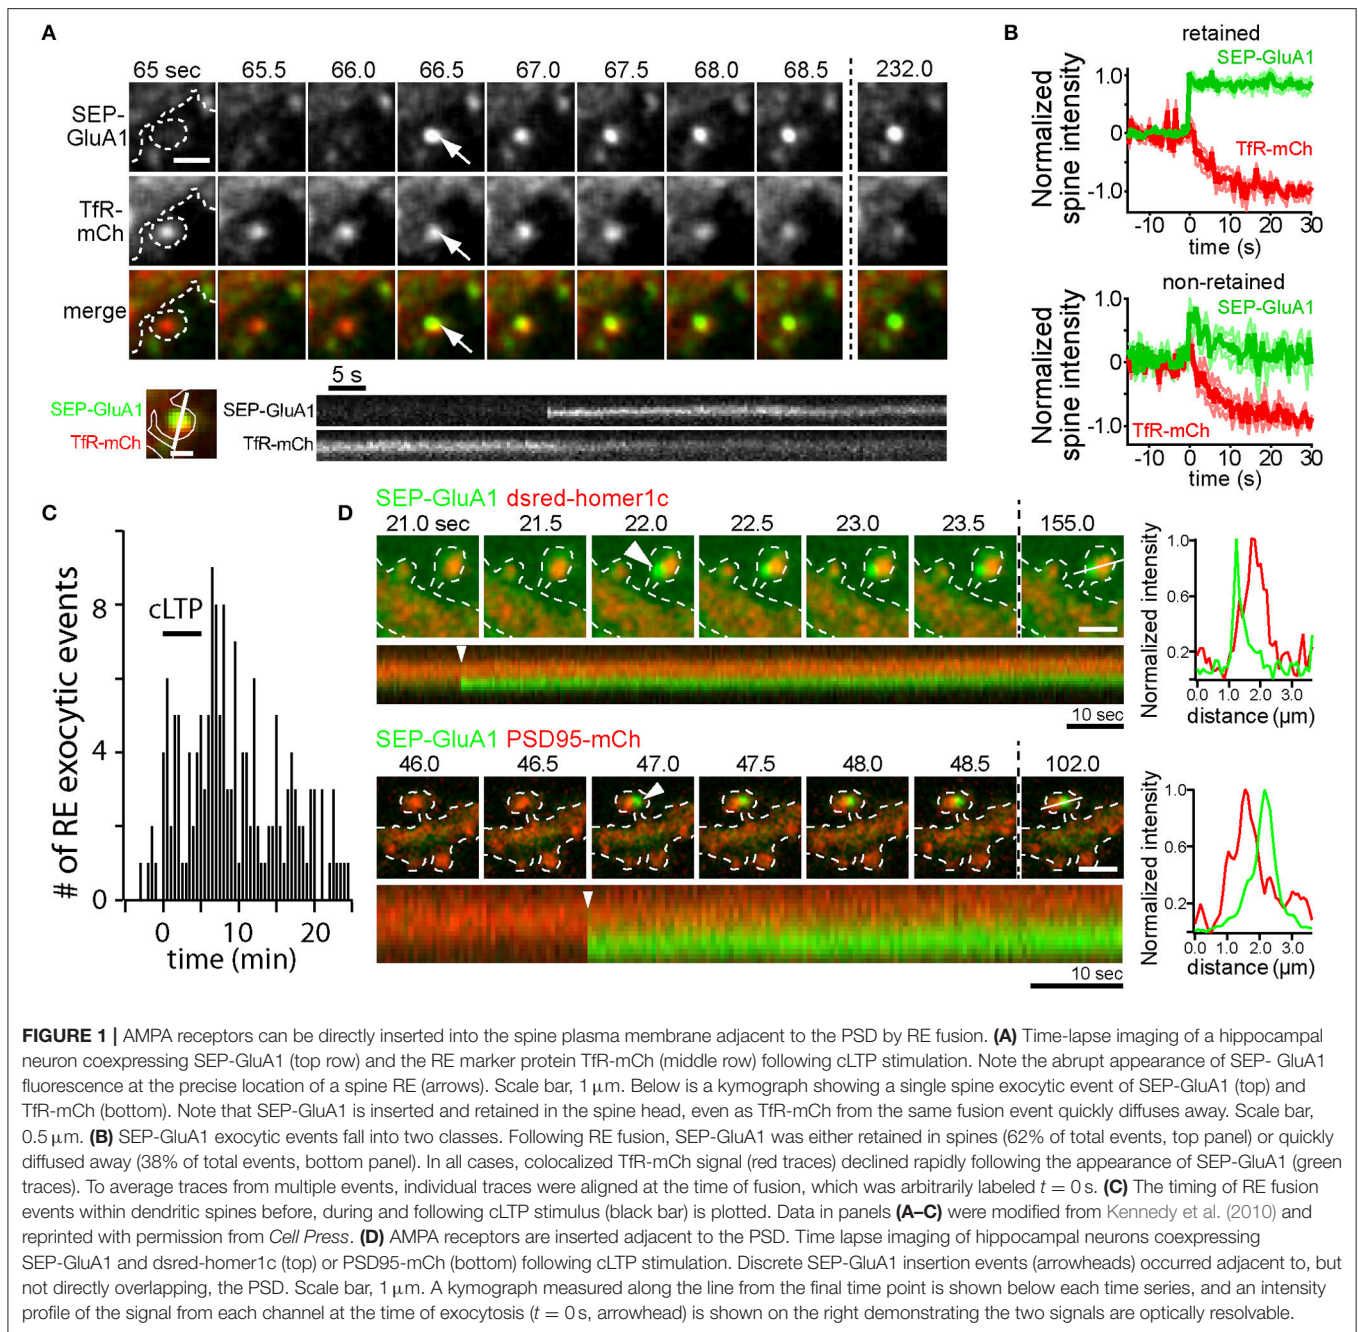 A
65 sec 65.5 66.0 66.5 67.0 67.5 68.0 68.5 232.0
SEP-
GluA1
TfR-
mCh
merge
5 s
SEP-GluA1
TfR-mCh
SEP-GluA1
TfR-mCh
B
retained
SEP-GluA1
TfR-mCh
Normalized
spine intensity
1.0
0
-1.0
-10 0 10 20 30
time (s)
non-retained
SEP-GluA1
TfR-mCh
Normalized
spine intensity
1.0
0
-1.0
-10 0 10 20 30
time (s)
C
cLTP
# of RE exocytic events
8
4
0
0 10 20
time (min)
D
SEP-GluA1 dsred-homer1c
21.0 sec 21.5 22.0 22.5 23.0 23.5 155.0
10 sec
Normalized intensity
1.0
0.6
0.2
0.0 1.0 2.0 3.0
distance (µm)
SEP-GluA1 PSD95-mCh
46.0 46.5 47.0 47.5 48.0 48.5 102.0
10 sec
Normalized intensity
1.0
0.6
0.2
0.0 1.0 2.0 3.0
distance (µm)
FIGURE 1 | AMPA receptors can be directly inserted into the spine plasma membrane adjacent to the PSD by RE fusion. (A) Time-lapse imaging of a hippocampal
neuron coexpressing SEP-GluA1 (top row) and the RE marker protein TfR-mCh (middle row) following cLTP stimulation. Note the abrupt appearance of SEP- GluA1
fluorescence at the precise location of a spine RE (arrows). Scale bar, 1 µm. Below is a kymograph showing a single spine exocytic event of SEP-GluA1 (top) and
TfR-mCh (bottom). Note that SEP-GluA1 is inserted and retained in the spine head, even as TfR-mCh from the same fusion event quickly diffuses away. Scale bar,
0.5 µm. (B) SEP-GluA1 exocytic events fall into two classes. Following RE fusion, SEP-GluA1 was either retained in spines (62% of total events, top panel) or quickly
diffused away (38% of total events, bottom panel). In all cases, colocalized TfR-mCh signal (red traces) declined rapidly following the appearance of SEP-GluA1 (green
traces). To average traces from multiple events, individual traces were aligned at the time of fusion, which was arbitrarily labeled t = 0 s. (C) The timing of RE fusion
events within dendritic spines before, during and following cLTP stimulus (black bar) is plotted. Data in panels (A–C) were modified from Kennedy et al. (2010) and
reprinted with permission from Cell Press. (D) AMPA receptors are inserted adjacent to the PSD. Time lapse imaging of hippocampal neurons coexpressing
SEP-GluA1 and dsred-homer1c (top) or PSD95-mCh (bottom) following cLTP stimulation. Discrete SEP-GluA1 insertion events (arrowheads) occurred adjacent to, but
not directly overlapping, the PSD. Scale bar, 1 µm. A kymograph measured along the line from the final time point is shown below each time series, and an intensity
profile of the signal from each channel at the time of exocytosis (t = 0 s, arrowhead) is shown on the right demonstrating the two signals are optically resolvable.